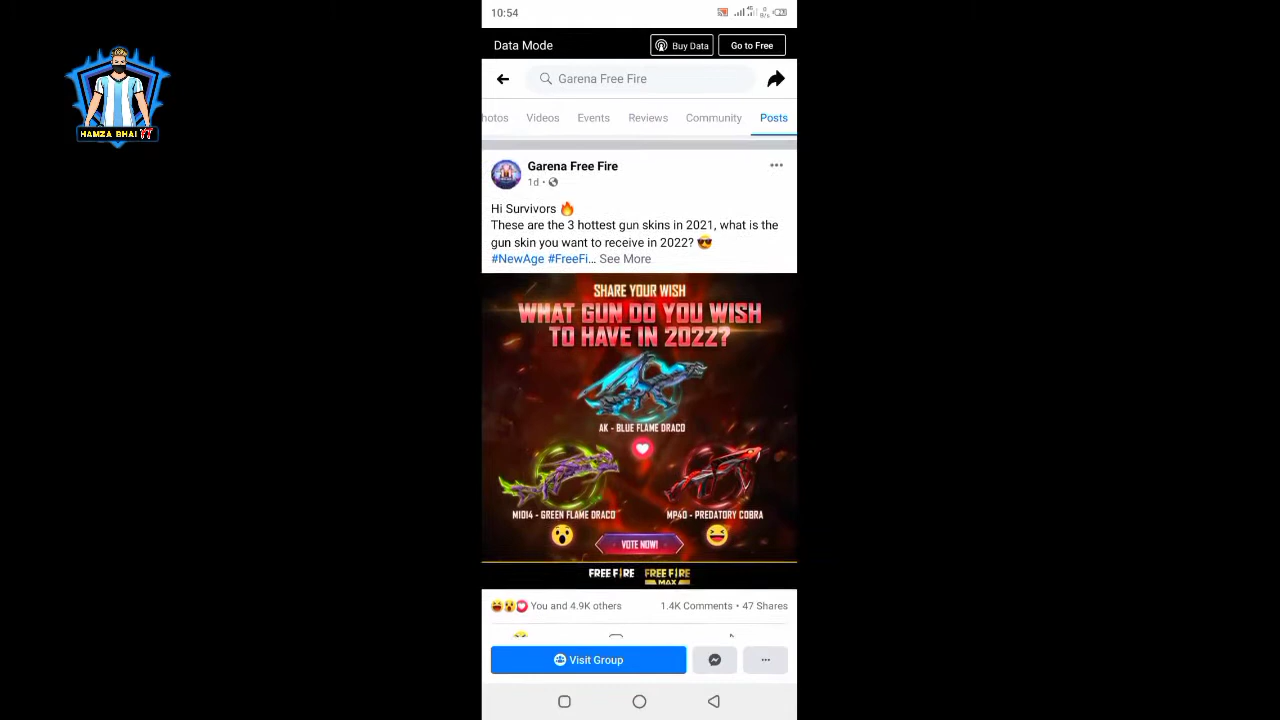 10:54
HAMZA BHAI YT
Data Mode
Buy Data
Go to Free
Garena Free Fire
hotos Videos Events Reviews Community Posts
Garena Free Fire
1d
Hi Survivors 🔥
These are the 3 hottest gun skins in 2021, what is the
gun skin you want to receive in 2022? 😎
#NewAge #FreeFi... See More
SHARE YOUR WISH
WHAT GUN DO YOU WISH
TO HAVE IN 2022?
AK - BLUE FLAME DRACO
M1014 - GREEN FLAME DRACO
MP40 - PREDATORY COBRA
VOTE NOW!
FREE FIRE
FREE FIRE
MAX
You and 4.9K others
1.4K Comments • 47 Shares
Visit Group